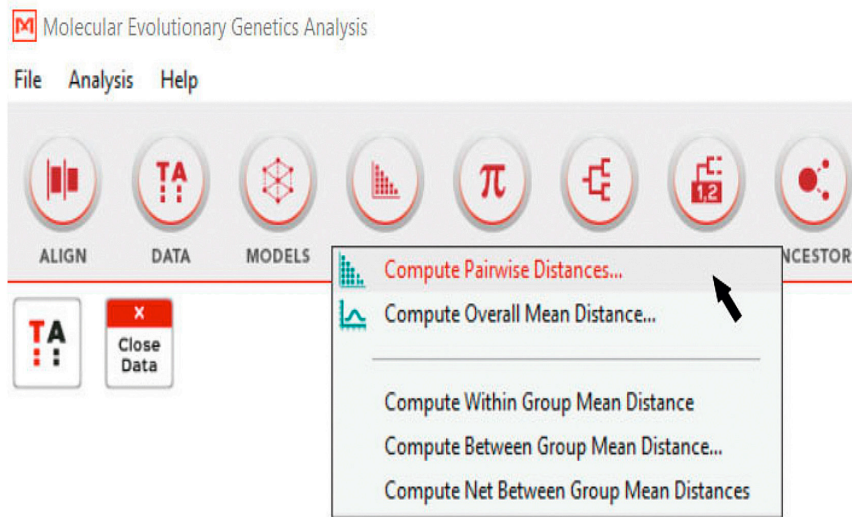 Molecular Evolutionary Genetics Analysis
File Analysis Help
TA π 1,2
ALIGN DATA MODELS NCESTOR
Compute Pairwise Distances...
Compute Overall Mean Distance...
TA
X
Close
Data
Compute Within Group Mean Distance
Compute Between Group Mean Distance...
Compute Net Between Group Mean Distances